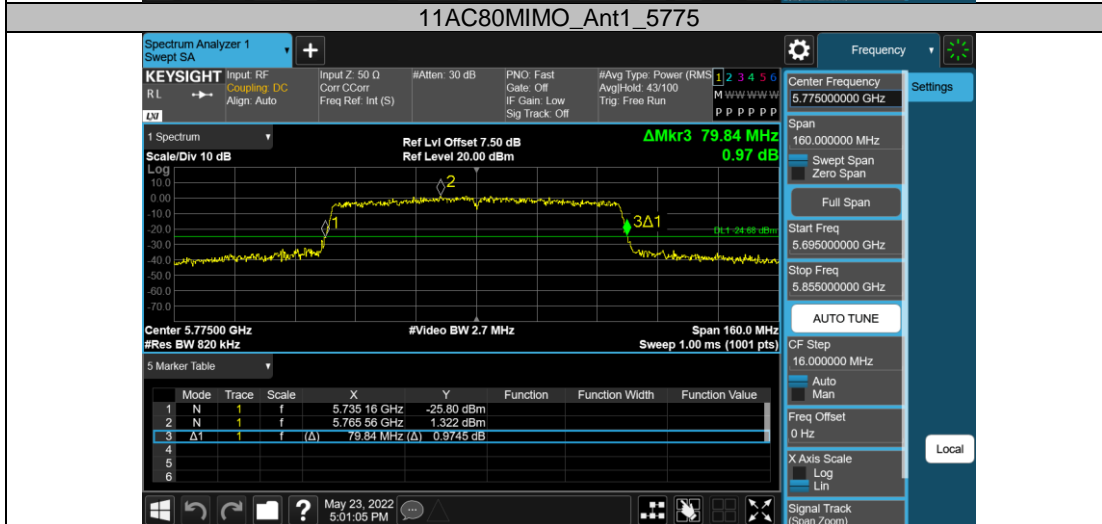 11AC80MIMO_Ant1_5775
Spectrum Analyzer 1
Swept SA
+
Frequency
KEYSIGHT Input: RF Input Z: 50 Ω #Atten: 30 dB PNO: Fast #Avg Type: Power (RMS 1 2 3 4 5 6
RL Coupling: DC Corr CCorr Gate: Off Avg|Hold: 43/100 M W W W W W
Align: Auto Freq Ref: Int (S) IF Gain: Low Trig: Free Run
Sig Track: Off P P P P P P
LXI
Center Frequency
5.775000000 GHz
Settings
Span
160.000000 MHz
Swept Span
Zero Span
Full Span
Start Freq
5.695000000 GHz
Stop Freq
5.855000000 GHz
AUTO TUNE
CF Step
16.000000 MHz
Auto
Man
Freq Offset
0 Hz
X Axis Scale
Log
Lin
Signal Track
(Span Zoom)
Local
1 Spectrum
Ref Lvl Offset 7.50 dB
ΔMkr3 79.84 MHz
Scale/Div 10 dB
Ref Level 20.00 dBm
0.97 dB
Log
10.0
0.00
-10.0
-20.0
-30.0
-40.0
-50.0
-60.0
-70.0
2
1
3Δ1
DL1 -24.68 dBm
Center 5.77500 GHz #Video BW 2.7 MHz Span 160.0 MHz
#Res BW 820 kHz Sweep 1.00 ms (1001 pts)
5 Marker Table
Mode Trace Scale X Y Function Function Width Function Value
1 N 1 f 5.735 16 GHz -25.80 dBm
2 N 1 f 5.765 56 GHz 1.322 dBm
3 Δ1 1 f (Δ) 79.84 MHz (Δ) 0.9745 dB
4
5
6
?
May 23, 2022
5:01:05 PM